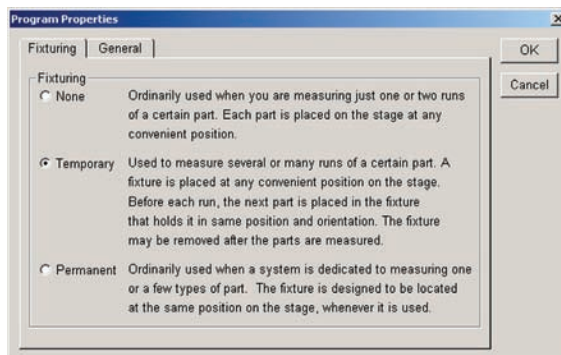 Program Properties
Fixturing General
OK
Cancel
Fixturing
None
Ordinarily used when you are measuring just one or two runs
of a certain part. Each part is placed on the stage at any
convenient position.
Temporary
Used to measure several or many runs of a certain part. A
fixture is placed at any convenient position on the stage.
Before each run, the next part is placed in the fixture
that holds it in same position and orientation. The fixture
may be removed after the parts are measured.
Permanent
Ordinarily used when a system is dedicated to measuring one
or a few types of part. The fixture is designed to be located
at the same position on the stage, whenever it is used.